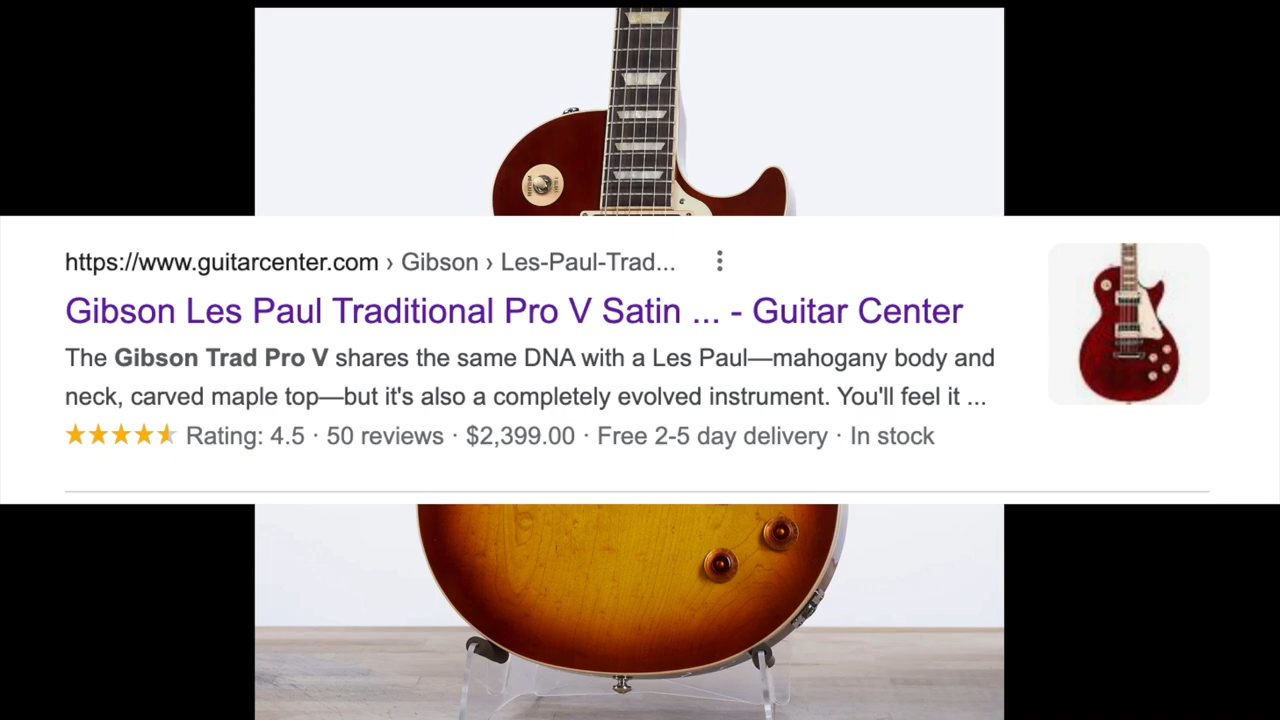 https://www.guitarcenter.com › Gibson › Les-Paul-Trad...
Gibson Les Paul Traditional Pro V Satin ... - Guitar Center
The Gibson Trad Pro V shares the same DNA with a Les Paul—mahogany body and
neck, carved maple top—but it's also a completely evolved instrument. You'll feel it ...
Rating: 4.5 · 50 reviews · $2,399.00 · Free 2-5 day delivery · In stock